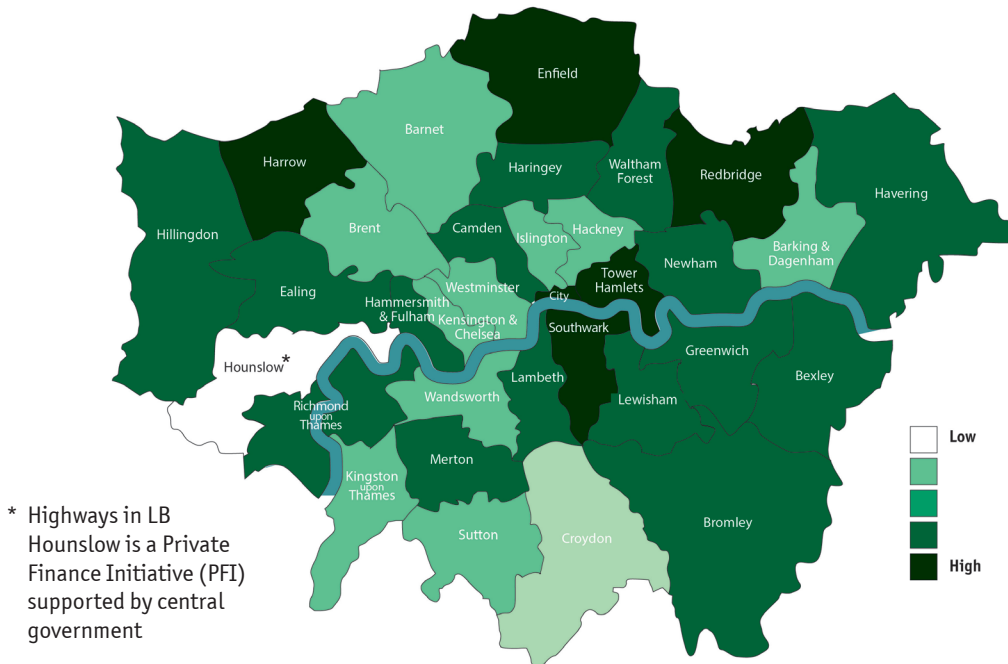 Enfield
Barnet
Harrow
Haringey
Waltham
Forest
Redbridge
Havering
Hillingdon
Brent
Camden
Islington
Hackney
Barking &
Dagenham
Newham
Tower
Hamlets
Ealing
Westminster
City
Hammersmith
& Fulham
Kensington &
Chelsea
Southwark
Greenwich
Hounslow*
Bexley
Lambeth
Wandsworth
Lewisham
Richmond
upon
Thames
Merton
Kingston
upon
Thames
Bromley
Sutton
Croydon
Low
High
* Highways in LB
Hounslow is a Private
Finance Initiative (PFI)
supported by central
government